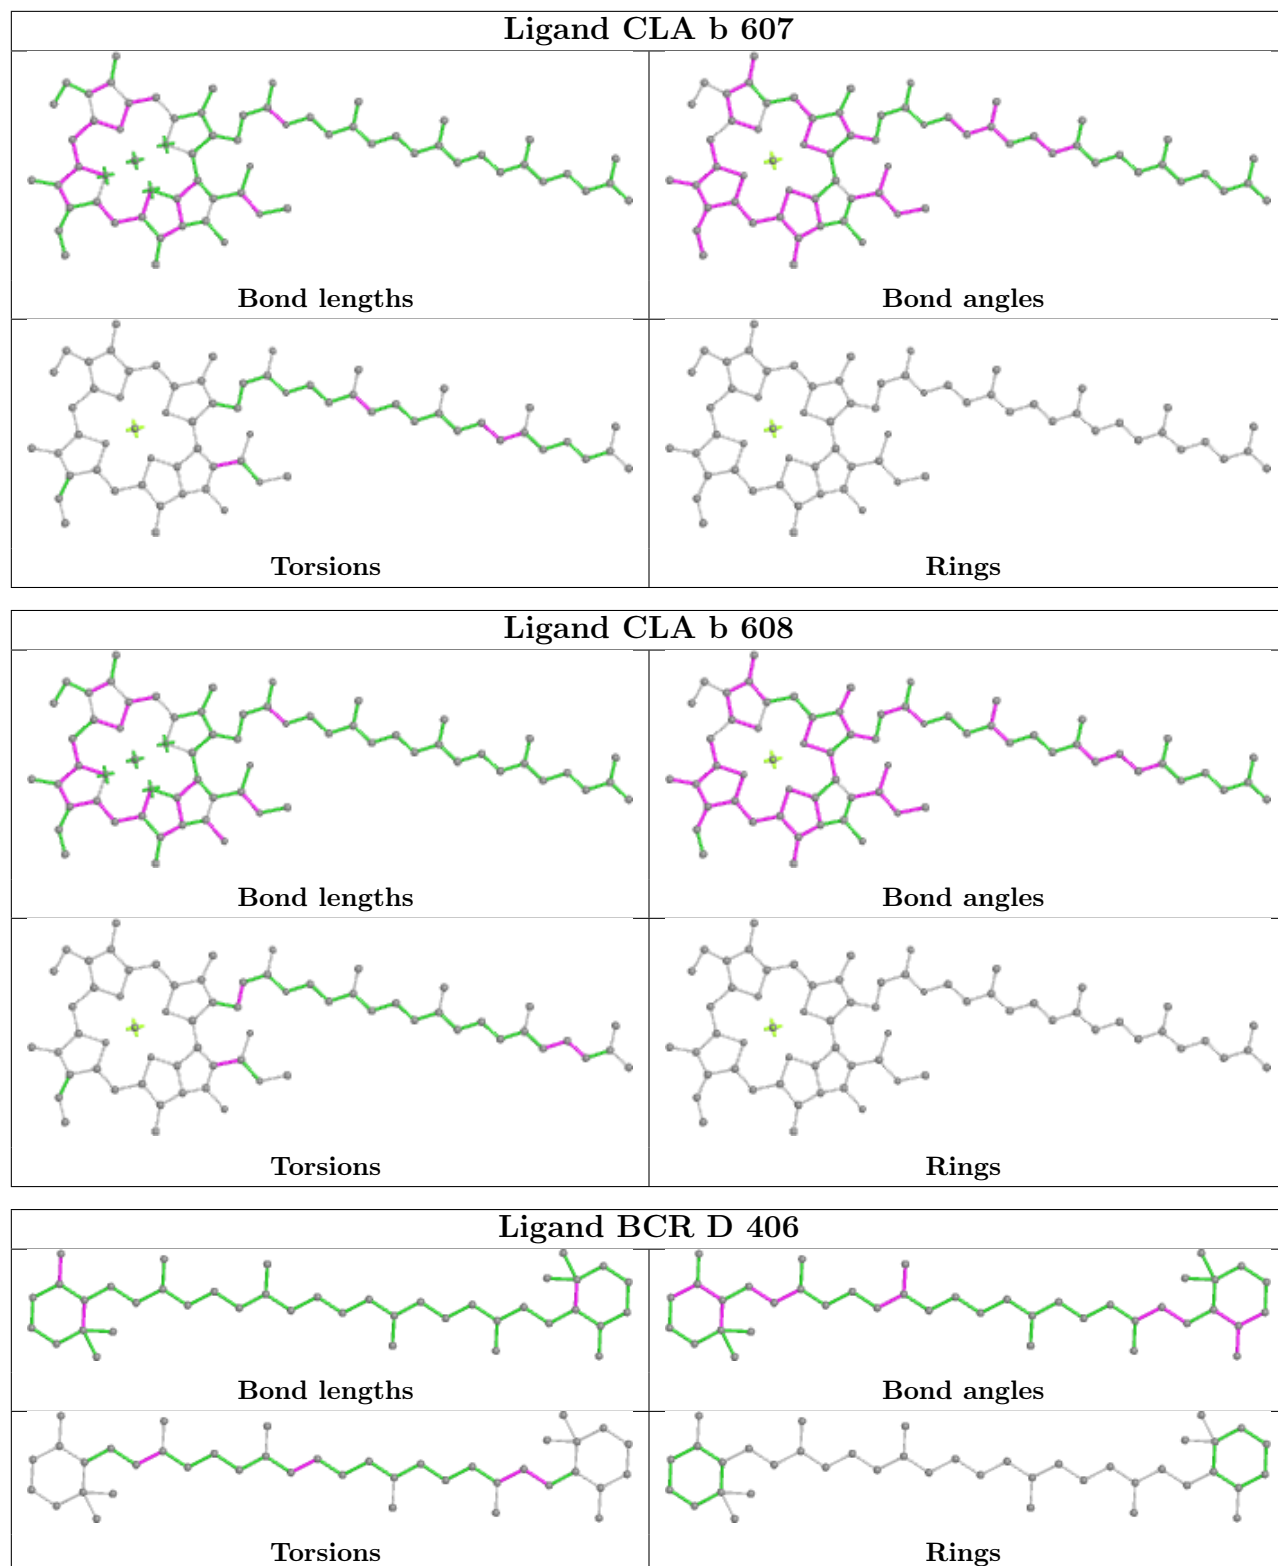 Ligand CLA b 607
Bond lengths
Bond angles
Torsions
Rings
Ligand CLA b 608
Bond lengths
Bond angles
Torsions
Rings
Ligand BCR D 406
Bond lengths
Bond angles
Torsions
Rings